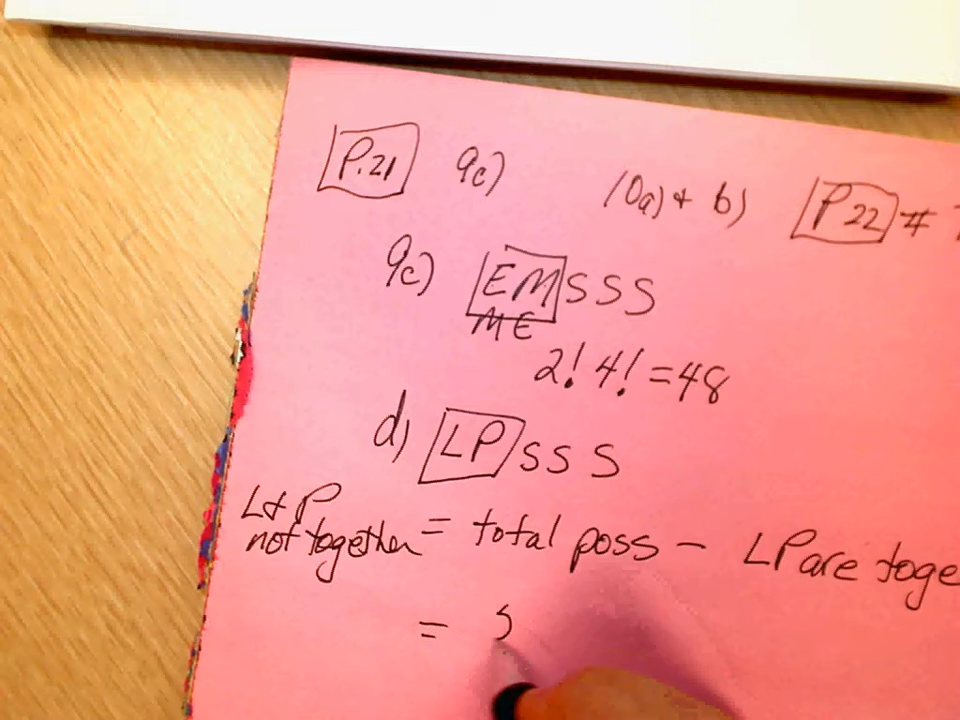 P.21 9c) 10a) + b) P22 #
9c) EM SSS
ME
2! 4! = 48
d) LP SSS
L & P
not together = total poss - LP are toge
= 5